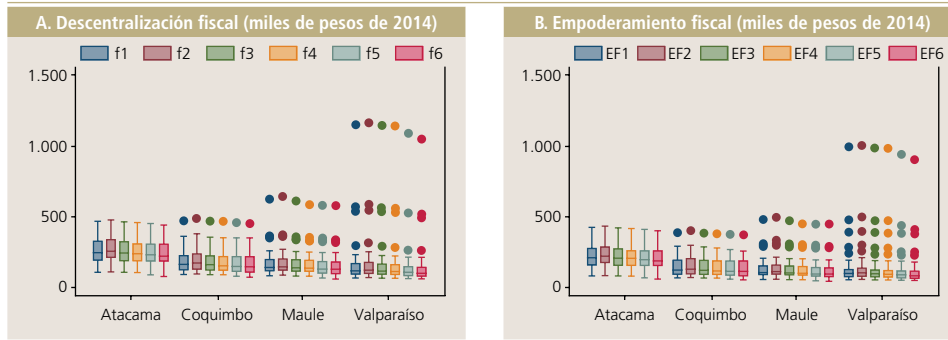 A. Descentralización fiscal (miles de pesos de 2014)
f1 f2 f3 f4 f5 f6
1.500
1.000
500
0
Atacama Coquimbo Maule Valparaíso
B. Empoderamiento fiscal (miles de pesos de 2014)
EF1 EF2 EF3 EF4 EF5 EF6
1.500
1.000
500
0
Atacama Coquimbo Maule Valparaíso